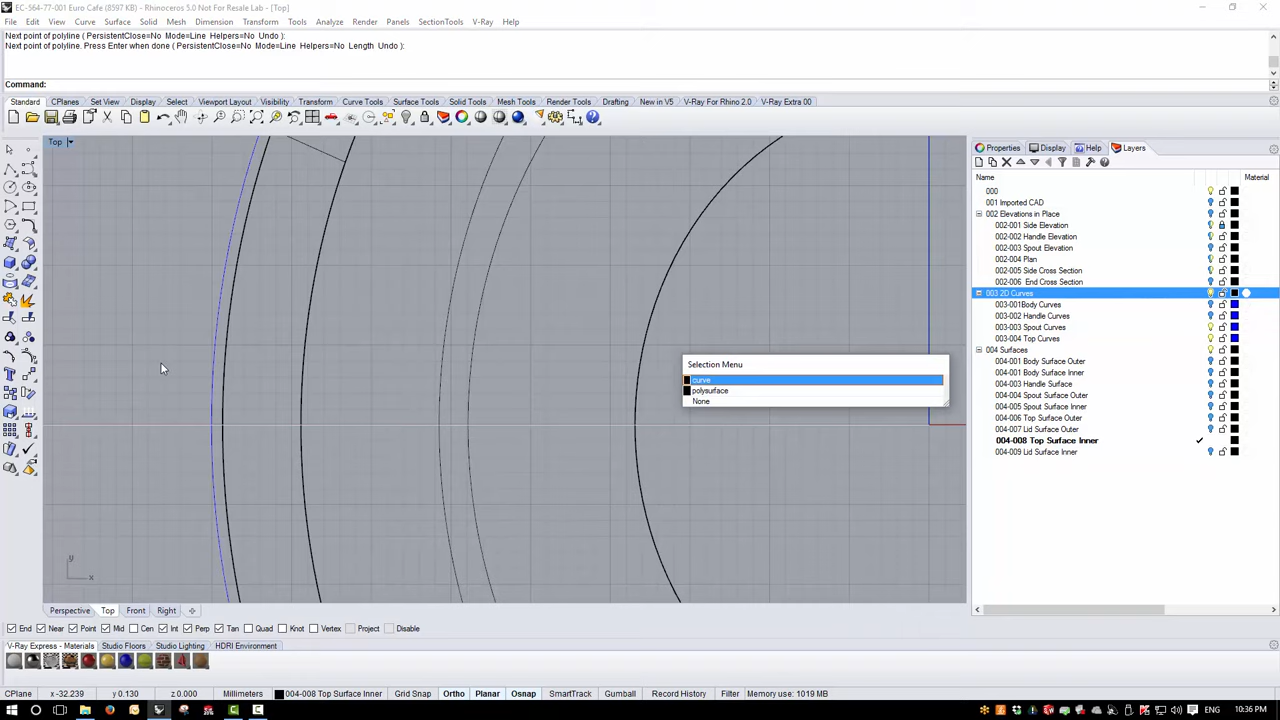 EC-564-77-001 Euro Cafe (8597 KB) - Rhinoceros 5.0 Not For Resale Lab - [Top]
File Edit View Curve Surface Solid Mesh Dimension Transform Tools Analyze Render Panels SectionTools V-Ray Help
Next point of polyline ( PersistentClose=No Mode=Line Helpers=No Undo ):
Next point of polyline. Press Enter when done ( PersistentClose=No Mode=Line Helpers=No Length Undo ):
Command:
Standard CPlanes Set View Display Select Viewport Layout Visibility Transform Curve Tools Surface Tools Solid Tools Mesh Tools Render Tools Drafting New in V5 V-Ray For Rhino 2.0 V-Ray Extra 00
Top
Properties Display Help Layers
Name Material
000
001 Imported CAD
002 Elevations in Place
002-001 Side Elevation
002-002 Handle Elevation
002-003 Spout Elevation
002-004 Plan
002-005 Side Cross Section
002-006 End Cross Section
003 2D Curves
003-001Body Curves
003-002 Handle Curves
003-003 Spout Curves
003-004 Top Curves
004 Surfaces
004-001 Body Surface Outer
004-001 Body Surface Inner
004-003 Handle Surface
004-004 Spout Surface Outer
004-005 Spout Surface Inner
004-006 Top Surface Outer
004-007 Lid Surface Outer
004-008 Top Surface Inner
004-009 Lid Surface Inner
Selection Menu
curve
polysurface
None
y
x
Perspective Top Front Right
End Near Point Mid Cen Int Perp Tan Quad Knot Vertex Project Disable
V-Ray Express - Materials Studio Floors Studio Lighting HDRI Environment
CPlane x -32.239 y 0.130 z 0.000 Millimeters 004-008 Top Surface Inner Grid Snap Ortho Planar Osnap SmartTrack Gumball Record History Filter Memory use: 1019 MB
ENG 10:36 PM